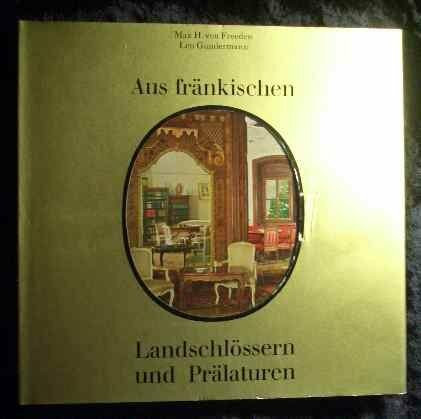 Max H. von Freeden
Leo Gundermann
Aus fränkischen
Landschlössern
und Prälaturen